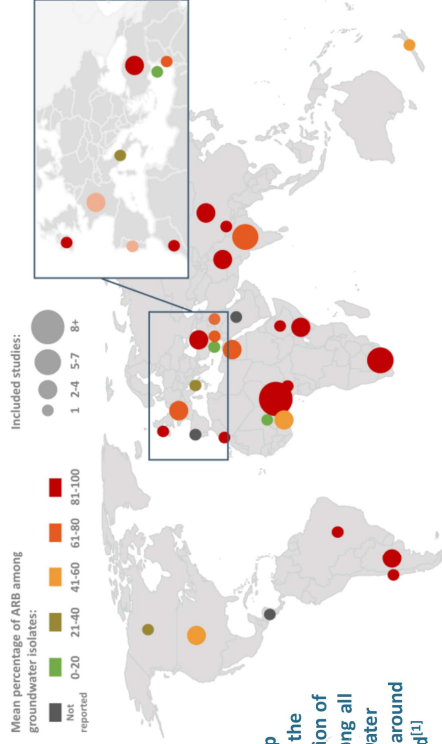 Mean percentage of ARB among
groundwater isolates:
Not
reported
0-20
21-40
41-60
61-80
81-100
Included studies:
1
2-4
5-7
8+
the
ion of
ng all
ater
around
d[1]